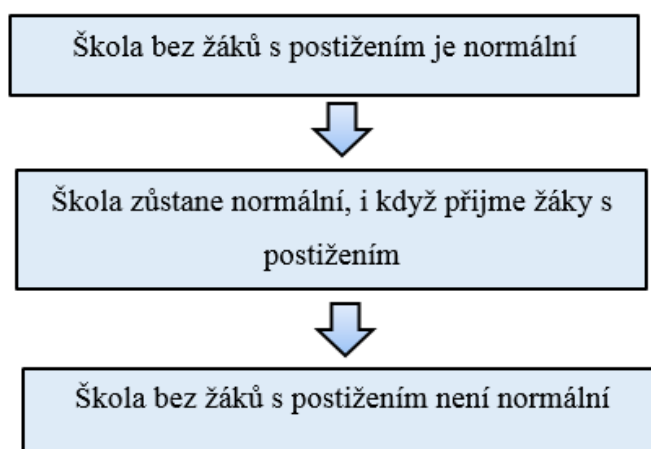 Škola bez žáků s postižením je normální
Škola zůstane normální, i když přijme žáky s
postižením
Škola bez žáků s postižením není normální